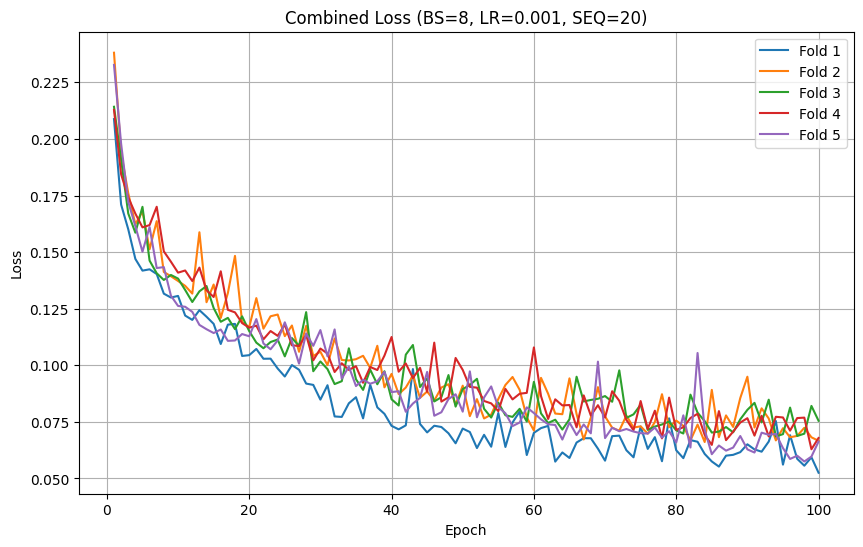 Combined Loss (BS=8, LR=0.001, SEQ=20)
Fold 1
Fold 2
Fold 3
Fold 4
Fold 5
Loss
0.225
0.200
0.175
0.150
0.125
0.100
0.075
0.050
0 20 40 60 80 100
Epoch